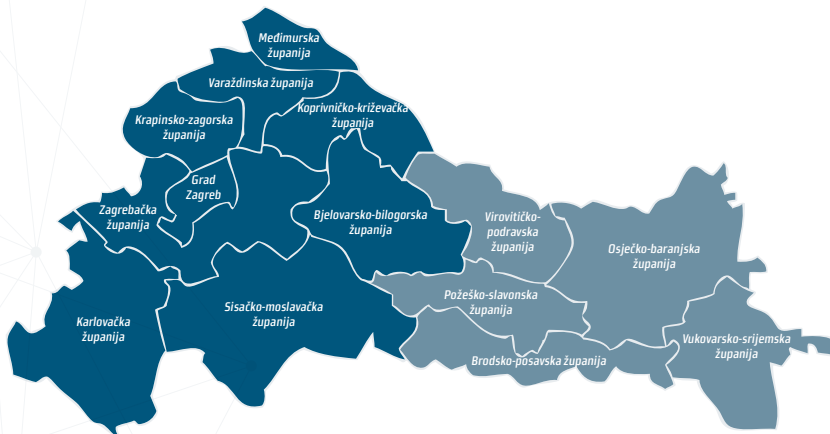 Međimurska
županija
Varaždinska županija
Koprivničko-križevačka
županija
Krapinsko-zagorska
županija
Grad
Zagreb
Zagrebačka
županija
Bjelovarsko-bilogorska
županija
Virovitičko-
podravska
županija
Osječko-baranjska
županija
Sisačko-moslavačka
županija
Požeško-slavonska
županija
Karlovačka
županija
Vukovarsko-srijemska
županija
Brodsko-posavska županija